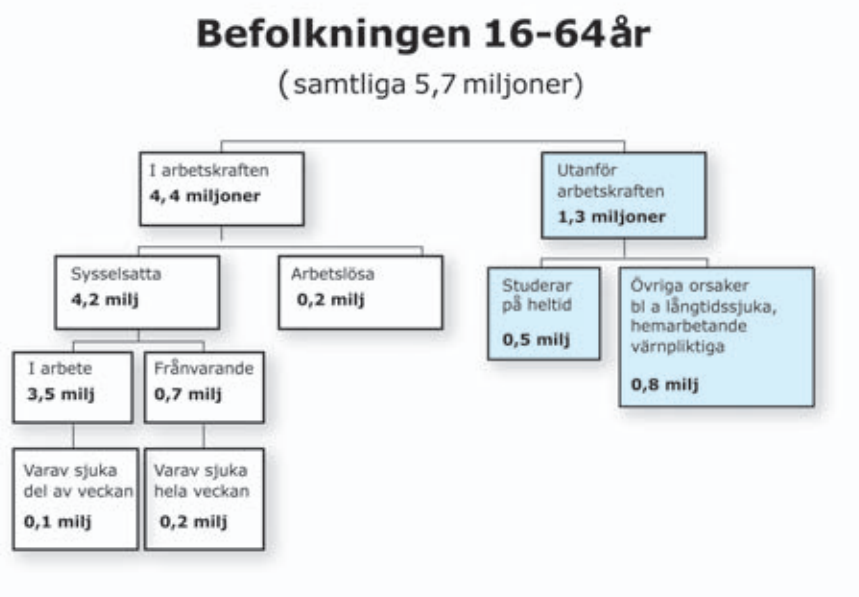 Befolkningen 16-64år
(samtliga 5,7 miljoner)
I arbetskraften
4,4 miljoner
Utanför
arbetskraften
1,3 miljoner
Sysselsatta
4,2 milj
Arbetslösa
0,2 milj
Studerar
på heltid
0,5 milj
Övriga orsaker
bl a långtidssjuka,
hemarbetande
värnpliktiga
0,8 milj
I arbete
3,5 milj
Frånvarande
0,7 milj
Varav sjuka
del av veckan
0,1 milj
Varav sjuka
hela veckan
0,2 milj